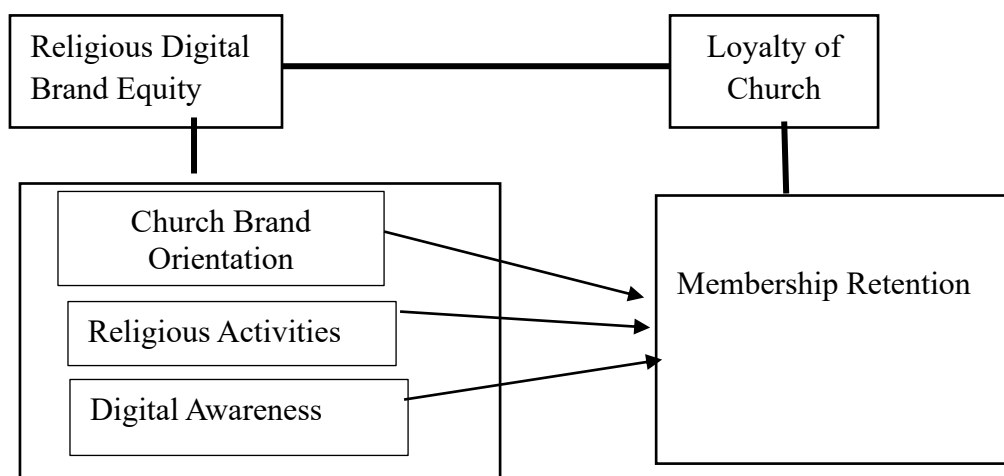 Religious Digital
Brand Equity
Loyalty of
Church
Church Brand
Orientation
Religious Activities
Digital Awareness
Membership Retention